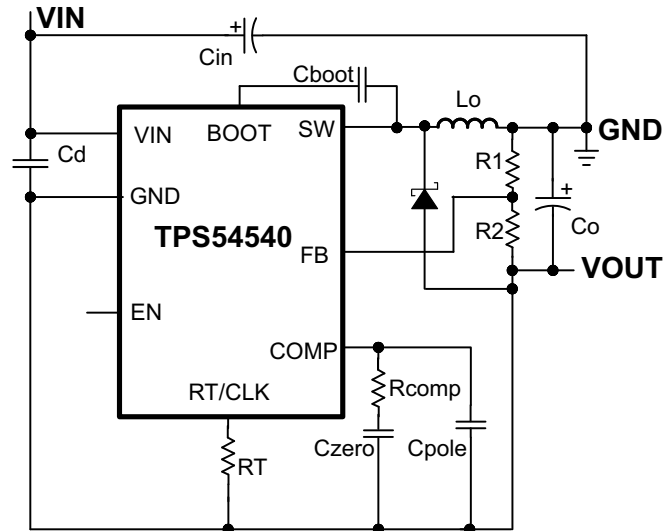 VIN
+
Cin
Cboot
Lo
VIN
BOOT
SW
GND
Cd
R1
GND
+
TPS54540
R2
Co
FB
VOUT
EN
COMP
RT/CLK
Rcomp
RT
Czero
Cpole